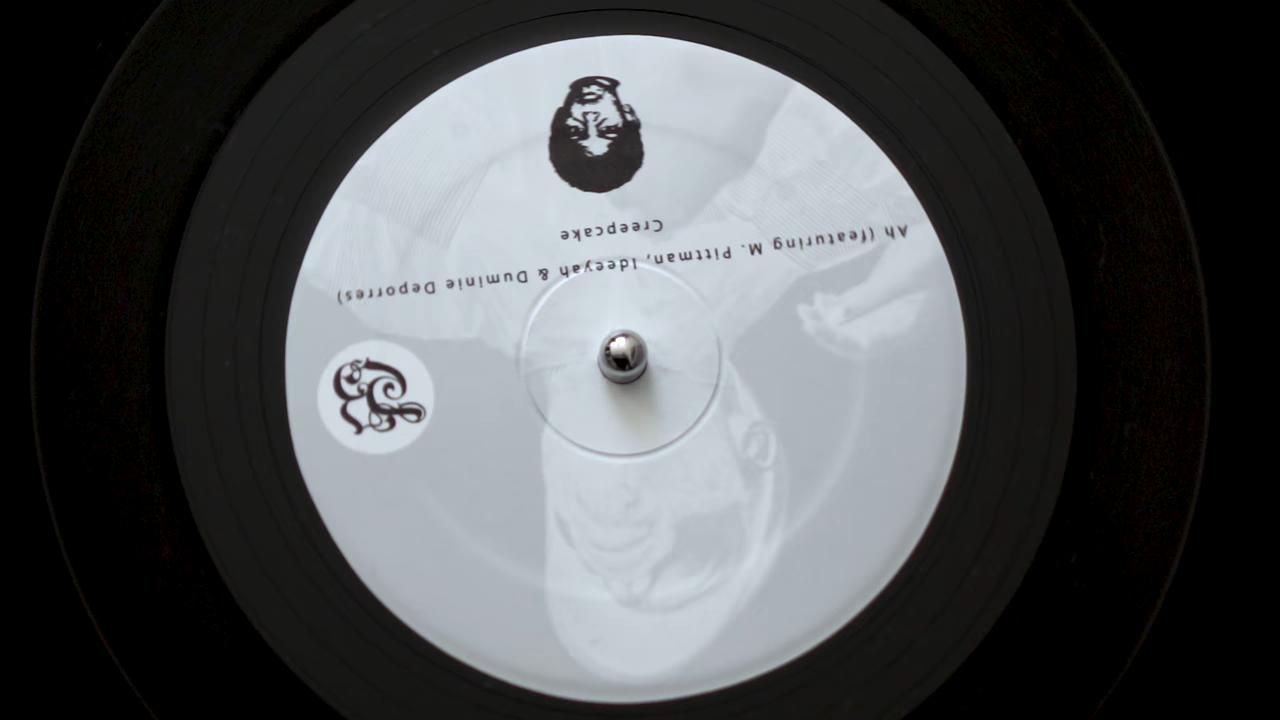 Ah (featuring M. Pittman, Ideeyah & Duminie Deporres)
Creepcake